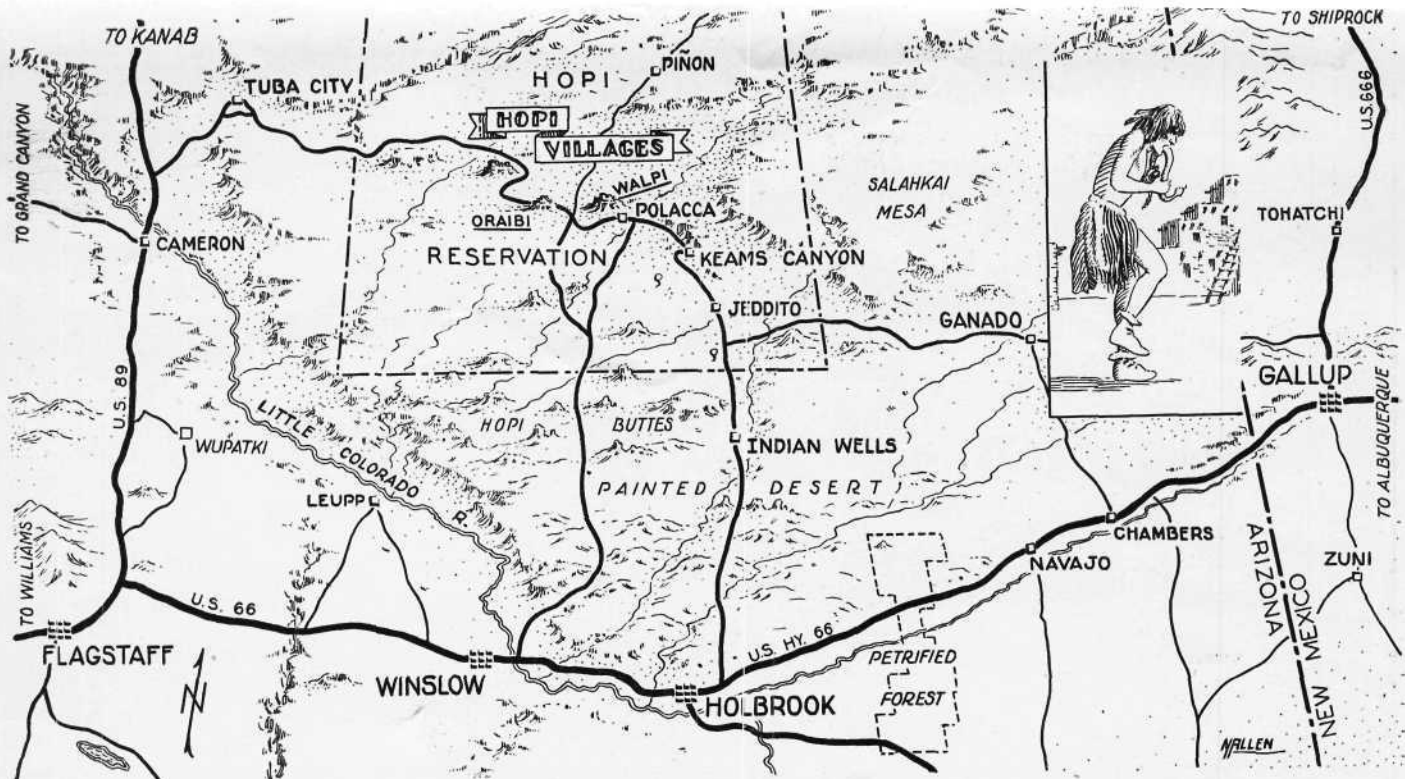 TO KANAB
TO SHIPROCK
TUBA CITY
HOPI
PIÑON
U.S. 666
HOPI
VILLAGES
TO GRAND CANYON
WALPI
SALAHKAI
MESA
ORAIBI
POLACCA
TOHATCHI
CAMERON
RESERVATION
KEAMS CANYON
JEDDITO
GANADO
GALLUP
U.S. 89
LITTLE COLORADO R.
HOPI BUTTES
WUPATKI
INDIAN WELLS
TO ALBUQUERQUE
LEUPP
PAINTED DESERT
CHAMBERS
NAVAJO
ZUNI
ARIZONA
NEW MEXICO
TO WILLIAMS
U.S. 66
U.S. HY. 66
FLAGSTAFF
N
WINSLOW
PETRIFIED
FOREST
HOLBROOK
NALLEN